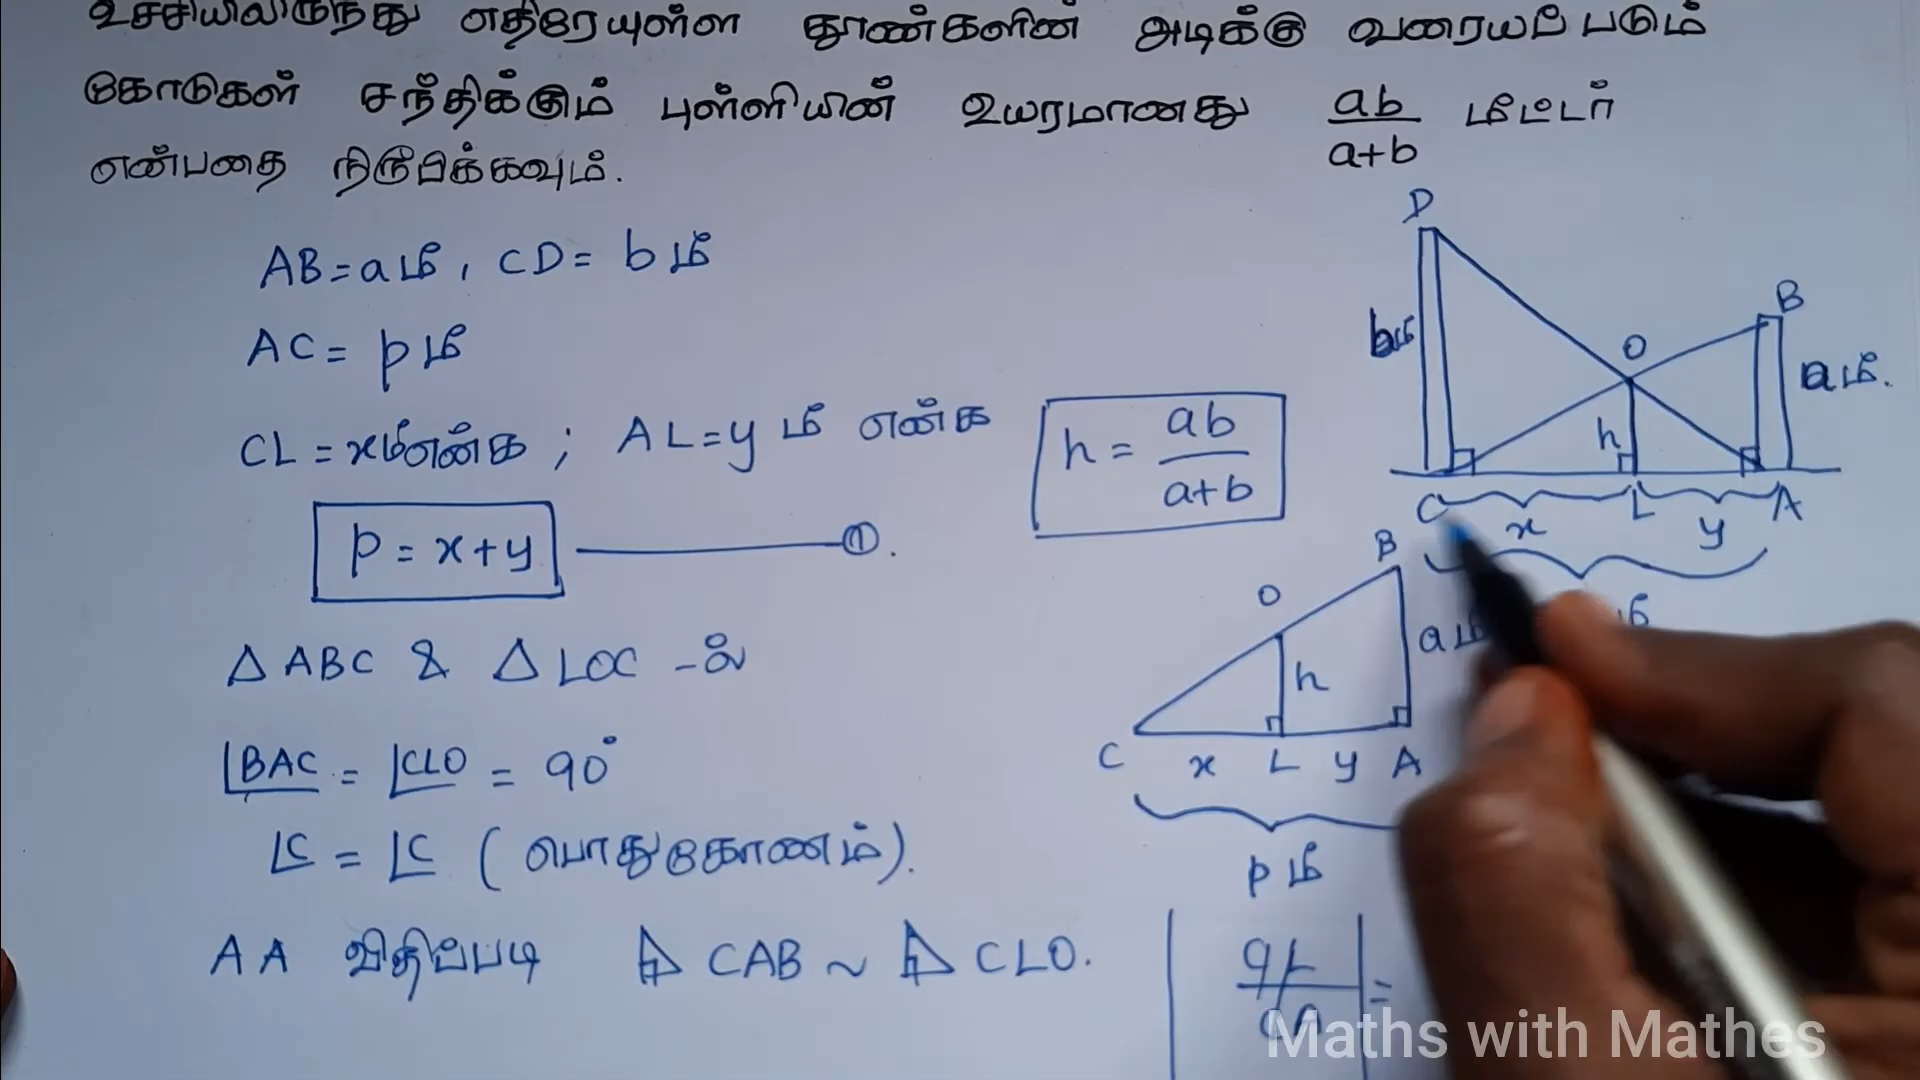 உச்சியிலிருந்து எதிரேயுள்ள தூண்களின் அடிக்கு வரையப்படும்
கோடுகள் சந்திக்கும் புள்ளியின் உயரமானது ab/a+b மீட்டர்
என்பதை நிரூபிக்கவும்.
AB=a மீ, CD= b மீ
AC= p மீ
CL=x மீ என்க ; AL=y மீ என்க
h = ab/a+b
p = x+y ①.
∆ ABC & ∆ LOC -ல்
∠BAC = ∠CLO = 90°
∠C = ∠C (பொதுகோணம்).
AA விதிப்படி ∆ CAB ~ ∆ CLO.
D
B
b மீ
O
a மீ.
h
C x L y A
B
O
a மீ
h
C x L y A
p மீ
=
Maths with Mathes